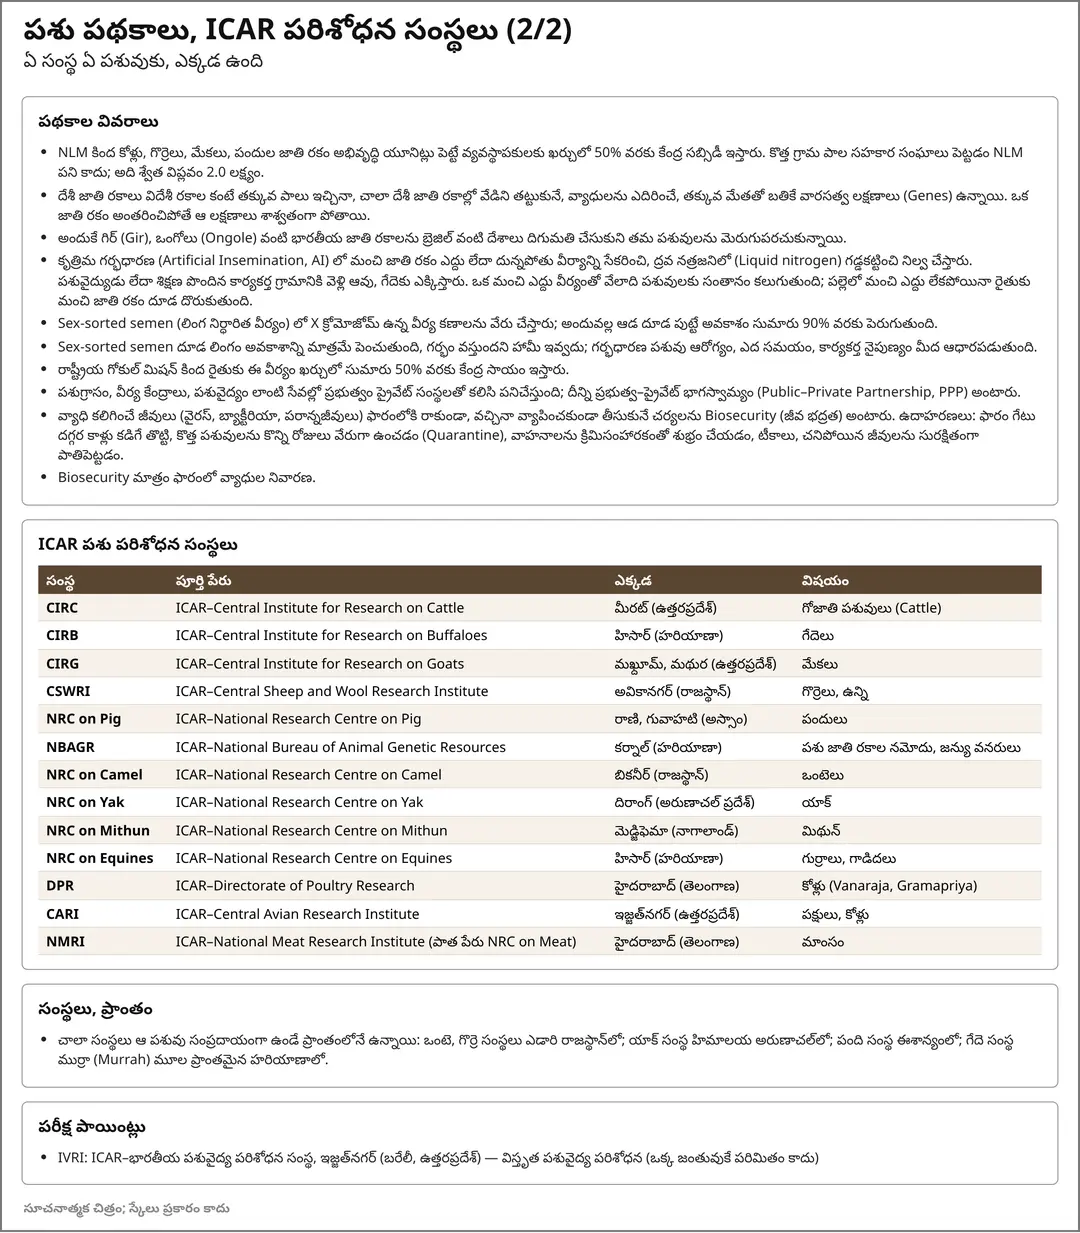 పశు పథకాలు, ICAR పరిశోధన సంస్థలు (2/2)
ఏ సంస్థ ఏ పశువుకు, ఎక్కడ ఉంది
పథకాల వివరాలు
• NLM కింద కోళ్లు, గొర్రెలు, మేకలు, పందుల జాతి రకం అభివృద్ధి యూనిట్లు పెట్టే వ్యవస్థాపకులకు ఖర్చులో 50% వరకు కేంద్ర సబ్సిడీ ఇస్తారు. కొత్త గ్రామ పాల సహకార సంఘాలు పెట్టడం NLM
పని కాదు; అది శ్వేత విప్లవం 2.0 లక్ష్యం.
• దేశీ జాతి రకాలు విదేశీ రకాల కంటే తక్కువ పాలు ఇచ్చినా, చాలా దేశీ జాతి రకాల్లో వేడిని తట్టుకునే, వ్యాధులను ఎదిరించే, తక్కువ మేతతో బతికే వారసత్వ లక్షణాలు (Genes) ఉన్నాయి. ఒక
జాతి రకం అంతరించిపోతే ఆ లక్షణాలు శాశ్వతంగా పోతాయి.
• అందుకే గిర్ (Gir), ఒంగోలు (Ongole) వంటి భారతీయ జాతి రకాలను బ్రెజిల్ వంటి దేశాలు దిగుమతి చేసుకుని తమ పశువులను మెరుగుపరచుకున్నాయి.
• కృత్రిమ గర్భధారణ (Artificial Insemination, AI) లో మంచి జాతి రకం ఎద్దు లేదా దున్నపోతు వీర్యాన్ని సేకరించి, ద్రవ నత్రజనిలో (Liquid nitrogen) గడ్డకట్టించి నిల్వ చేస్తారు.
పశువైద్యుడు లేదా శిక్షణ పొందిన కార్యకర్త గ్రామానికి వెళ్లి ఆవు, గేదెకు ఎక్కిస్తారు. ఒక మంచి ఎద్దు వీర్యంతో వేలాది పశువులకు సంతానం కలుగుతుంది; పల్లెలో మంచి ఎద్దు లేకపోయినా రైతుకు
మంచి జాతి రకం దూడ దొరుకుతుంది.
• Sex-sorted semen (లింగ నిర్ధారిత వీర్యం) లో X క్రోమోజోమ్ ఉన్న వీర్య కణాలను వేరు చేస్తారు; అందువల్ల ఆడ దూడ పుట్టే అవకాశం సుమారు 90% వరకు పెరుగుతుంది.
• Sex-sorted semen దూడ లింగం అవకాశాన్ని మాత్రమే పెంచుతుంది, గర్భం వస్తుందని హామీ ఇవ్వదు; గర్భధారణ పశువు ఆరోగ్యం, ఎద సమయం, కార్యకర్త నైపుణ్యం మీద ఆధారపడుతుంది.
• రాష్ట్రీయ గోకుల్ మిషన్ కింద రైతుకు ఈ వీర్యం ఖర్చులో సుమారు 50% వరకు కేంద్ర సాయం ఇస్తారు.
• పశుగ్రాసం, వీర్య కేంద్రాలు, పశువైద్యం లాంటి సేవల్లో ప్రభుత్వం ప్రైవేట్ సంస్థలతో కలిసి పనిచేస్తుంది; దీన్ని ప్రభుత్వ–ప్రైవేట్ భాగస్వామ్యం (Public–Private Partnership, PPP) అంటారు.
• వ్యాధి కలిగించే జీవులు (వైరస్, బ్యాక్టీరియా, పరాన్నజీవులు) ఫారంలోకి రాకుండా, వచ్చినా వ్యాపించకుండా తీసుకునే చర్యలను Biosecurity (జీవ భద్రత) అంటారు. ఉదాహరణలు: ఫారం గేటు
దగ్గర కాళ్లు కడిగే తొట్టి, కొత్త పశువులను కొన్ని రోజులు వేరుగా ఉంచడం (Quarantine), వాహనాలను క్రిమిసంహారకంతో శుభ్రం చేయడం, టీకాలు, చనిపోయిన జీవులను సురక్షితంగా
పాతిపెట్టడం.
• Biosecurity మాత్రం ఫారంలో వ్యాధుల నివారణ.
ICAR పశు పరిశోధన సంస్థలు
సంస్థ పూర్తి పేరు ఎక్కడ విషయం
CIRC ICAR–Central Institute for Research on Cattle మీరట్ (ఉత్తరప్రదేశ్) గోజాతి పశువులు (Cattle)
CIRB ICAR–Central Institute for Research on Buffaloes హిసార్ (హరియాణా) గేదెలు
CIRG ICAR–Central Institute for Research on Goats మఖ్దూమ్, మథుర (ఉత్తరప్రదేశ్) మేకలు
CSWRI ICAR–Central Sheep and Wool Research Institute అవికానగర్ (రాజస్థాన్) గొర్రెలు, ఉన్ని
NRC on Pig ICAR–National Research Centre on Pig రాణి, గువాహటి (అస్సాం) పందులు
NBAGR ICAR–National Bureau of Animal Genetic Resources కర్నాల్ (హరియాణా) పశు జాతి రకాల నమోదు, జన్యు వనరులు
NRC on Camel ICAR–National Research Centre on Camel బికనీర్ (రాజస్థాన్) ఒంటెలు
NRC on Yak ICAR–National Research Centre on Yak దిరాంగ్ (అరుణాచల్ ప్రదేశ్) యాక్
NRC on Mithun ICAR–National Research Centre on Mithun మెడ్జిఫెమా (నాగాలాండ్) మిథున్
NRC on Equines ICAR–National Research Centre on Equines హిసార్ (హరియాణా) గుర్రాలు, గాడిదలు
DPR ICAR–Directorate of Poultry Research హైదరాబాద్ (తెలంగాణ) కోళ్లు (Vanaraja, Gramapriya)
CARI ICAR–Central Avian Research Institute ఇజ్జత్‌నగర్ (ఉత్తరప్రదేశ్) పక్షులు, కోళ్లు
NMRI ICAR–National Meat Research Institute (పాత పేరు NRC on Meat) హైదరాబాద్ (తెలంగాణ) మాంసం
సంస్థలు, ప్రాంతం
• చాలా సంస్థలు ఆ పశువు సంప్రదాయంగా ఉండే ప్రాంతంలోనే ఉన్నాయి: ఒంటె, గొర్రె సంస్థలు ఎడారి రాజస్థాన్‌లో; యాక్ సంస్థ హిమాలయ అరుణాచల్‌లో; పంది సంస్థ ఈశాన్యంలో; గేదె సంస్థ
ముర్రా (Murrah) మూల ప్రాంతమైన హరియాణాలో.
పరీక్ష పాయింట్లు
• IVRI: ICAR–భారతీయ పశువైద్య పరిశోధన సంస్థ, ఇజ్జత్‌నగర్ (బరేలీ, ఉత్తరప్రదేశ్) — విస్తృత పశువైద్య పరిశోధన (ఒక్క జంతువుకే పరిమితం కాదు)
సూచనాత్మక చిత్రం; స్కేలు ప్రకారం కాదు